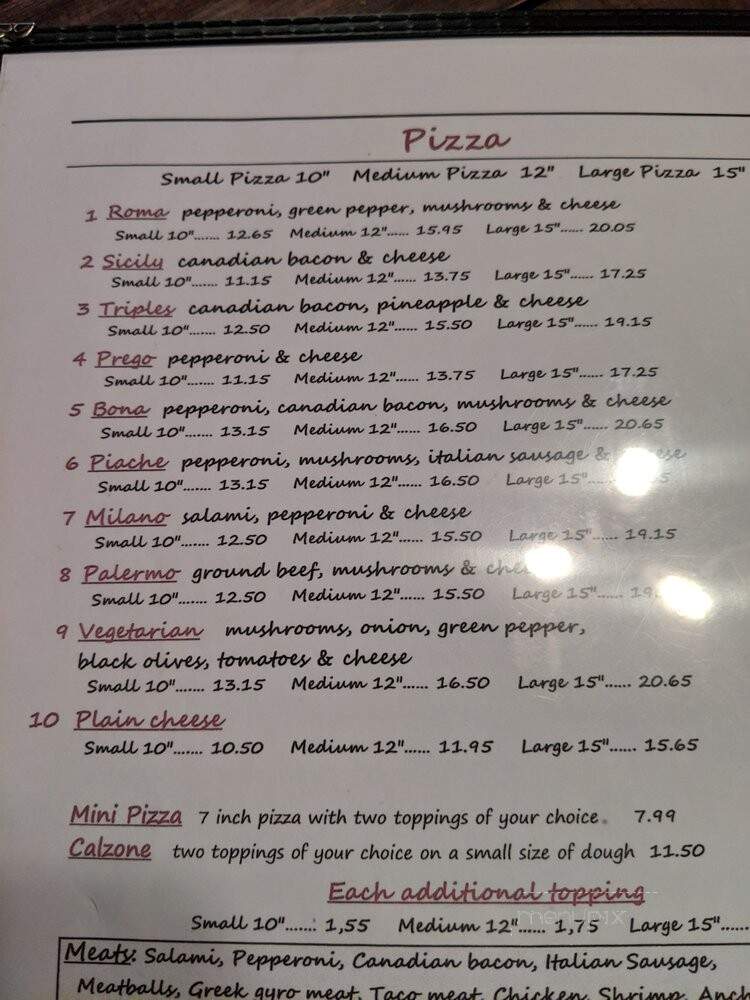 Pizza
Small Pizza 10" Medium Pizza 12" Large Pizza 15"
1 Roma pepperoni, green pepper, mushrooms & cheese
Small 10"....... 12.65 Medium 12"...... 15.95 Large 15"...... 20.05
2 Sicily canadian bacon & cheese
Small 10"....... 11.15 Medium 12"...... 13.75 Large 15"...... 17.25
3 Triples canadian bacon, pineapple & cheese
Small 10"....... 12.50 Medium 12"...... 15.50 Large 15"...... 19.15
4 Prego pepperoni & cheese
Small 10"....... 11.15 Medium 12"...... 13.75 Large 15"...... 17.25
5 Bona pepperoni, canadian bacon, mushrooms & cheese
Small 10"....... 13.15 Medium 12"...... 16.50 Large 15"...... 20.65
6 Piache pepperoni, mushrooms, italian sausage & cheese
Small 10"....... 13.15 Medium 12"...... 16.50 Large 15"......
7 Milano salami, pepperoni & cheese
Small 10"....... 12.50 Medium 12"...... 15.50 Large 15"...... 19.15
8 Palermo ground beef, mushrooms &
Small 10"....... 12.50 Medium 12"...... 15.50 Large 15"......
9 Vegetarian mushrooms, onion, green pepper,
black olives, tomatoes & cheese
Small 10"....... 13.15 Medium 12"...... 16.50 Large 15"...... 20.65
10 Plain cheese
Small 10"....... 10.50 Medium 12"...... 11.95 Large 15"...... 15.65
Mini Pizza 7 inch pizza with two toppings of your choice. 7.99
Calzone two toppings of your choice on a small size of dough 11.50
Each additional topping
menupix
Small 10"....... 1,55 Medium 12"...... 1,75 Large 15"......
Meats: Salami, Pepperoni, Canadian bacon, Italian Sausage,
Meatballs, Greek gyro meat, Taco meat, Chicken, Shrimp,